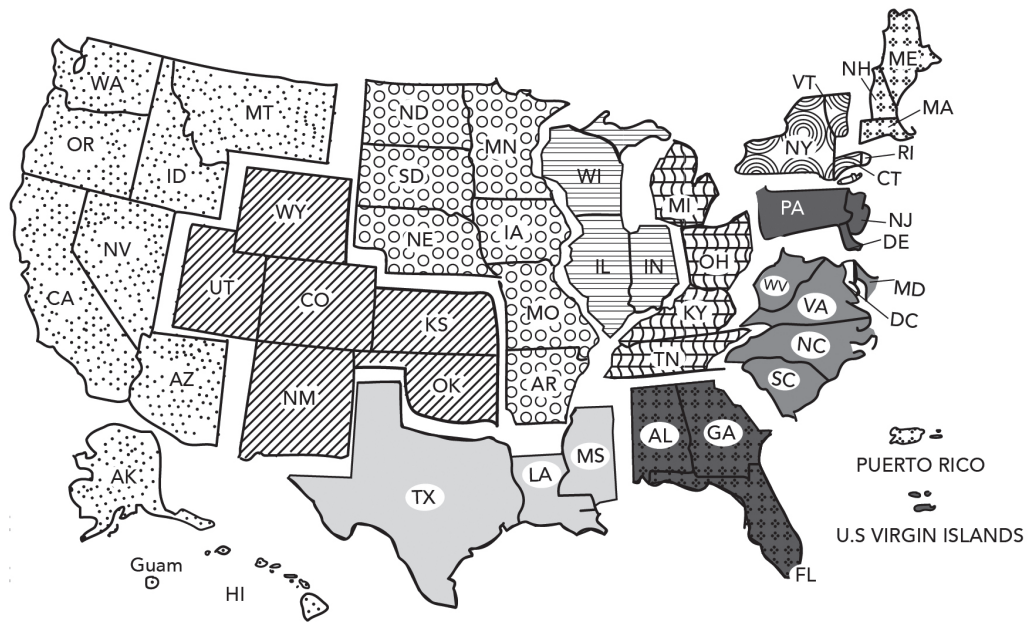 ME
NH
VT
WA
MT
MA
ND
MN
OR
NY
RI
ID
SD
WI
CT
MI
PA
WY
NJ
NE
IA
DE
NV
OH
IL
IN
UT
WV
MD
CA
CO
VA
KY
DC
MO
KS
NC
TN
AZ
SC
OK
AR
NM
AL
GA
MS
PUERTO RICO
AK
LA
TX
U.S VIRGIN ISLANDS
Guam
FL
HI